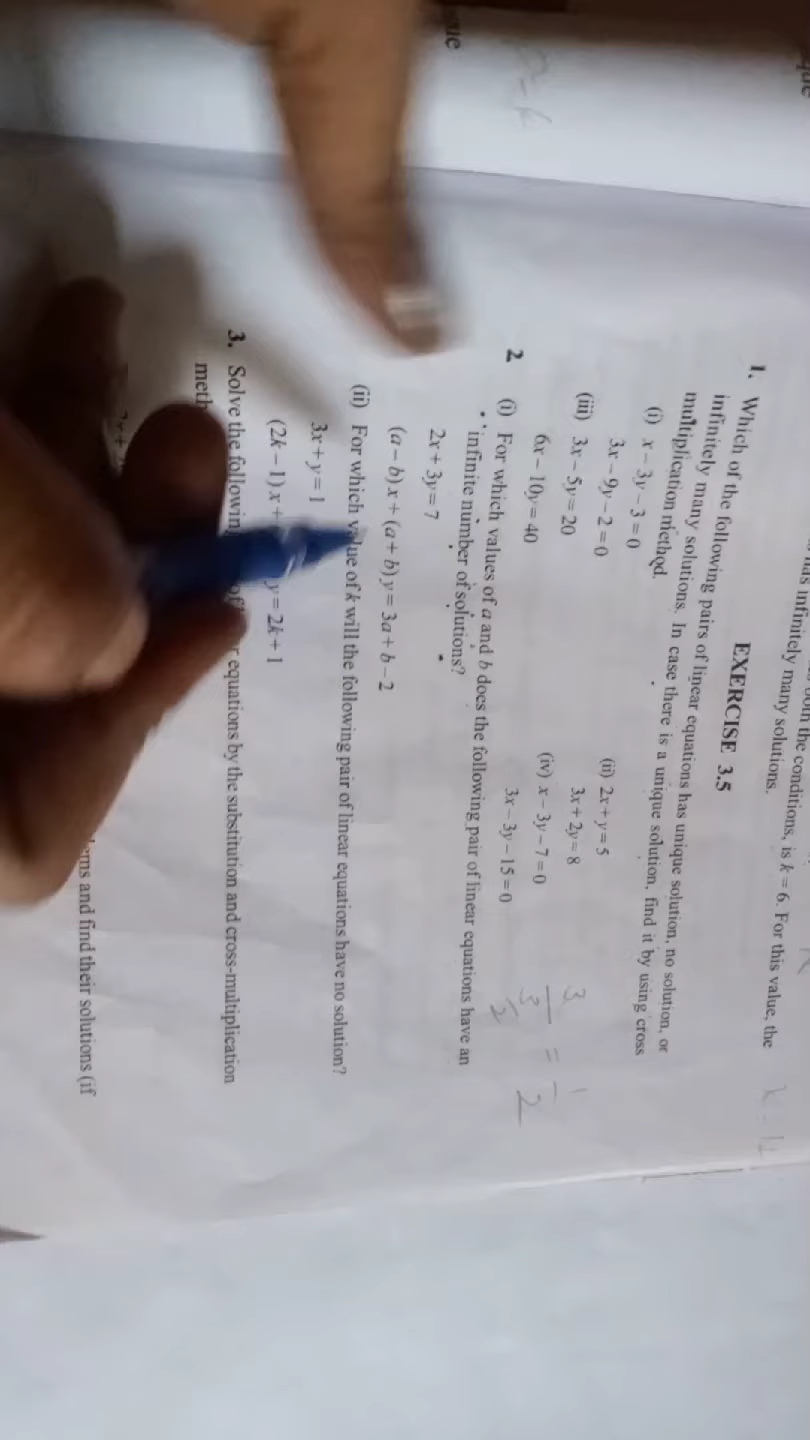 both the conditions, is k = 6. For this value, the
has infinitely many solutions.
EXERCISE 3.5
1. Which of the following pairs of linear equations has unique solution, no solution, or
infinitely many solutions. In case there is a unique solution, find it by using cross
multiplication method.
(i) x – 3y – 3 = 0 (ii) 2x + y = 5
3x – 9y – 2 = 0 3x + 2y = 8
(iii) 3x – 5y = 20 (iv) x – 3y – 7 = 0
6x – 10y = 40 3x – 3y – 15 = 0
2 (i) For which values of a and b does the following pair of linear equations have an
infinite number of solutions?
2x + 3y = 7
(a – b) x + (a + b) y = 3a + b – 2
(ii) For which value of k will the following pair of linear equations have no solution?
3x + y = 1
(2k – 1) x + y = 2k + 1
3. Solve the following of equations by the substitution and cross-multiplication
and find their solutions (if